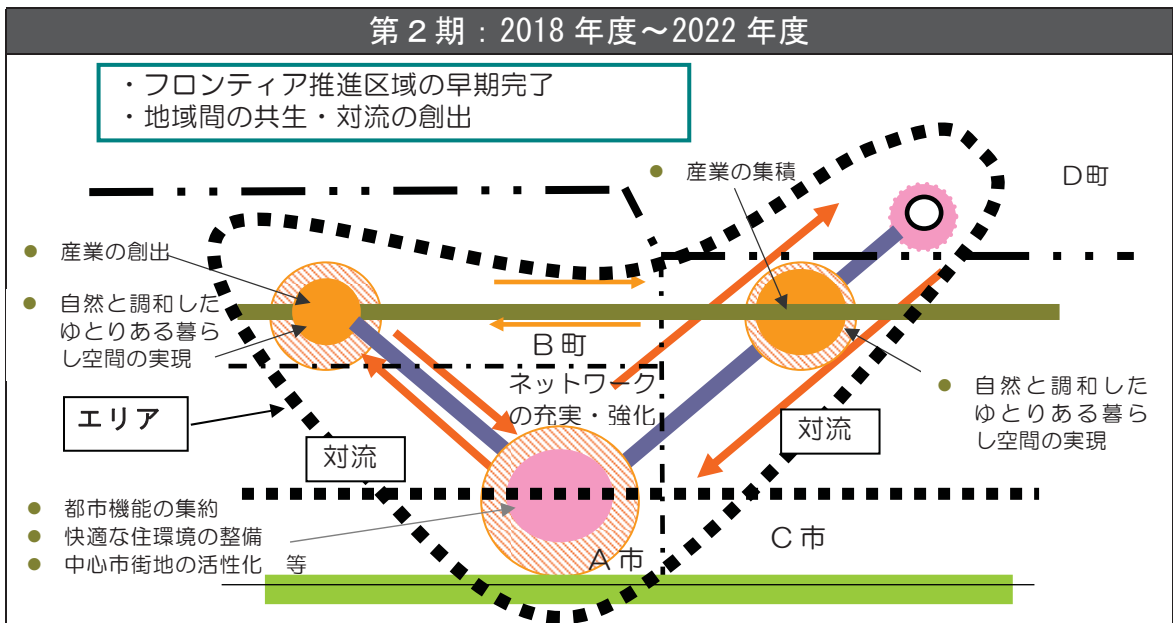 第２期：2018 年度～2022 年度
・フロンティア推進区域の早期完了
・地域間の共生・対流の創出
● 産業の集積
D町
● 産業の創出
● 自然と調和した
ゆとりある暮ら
し空間の実現
B町
ネットワーク
の充実・強化
● 自然と調和した
ゆとりある暮ら
し空間の実現
エリア
対流
対流
● 都市機能の集約
● 快適な住環境の整備
● 中心市街地の活性化　等
A市
C市